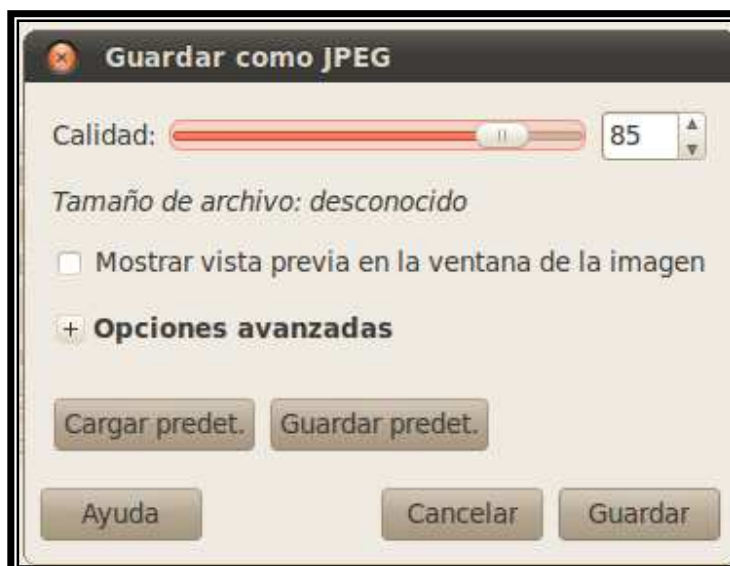 Guardar como JPEG
Calidad: 85
Tamaño de archivo: desconocido
Mostrar vista previa en la ventana de la imagen
+ Opciones avanzadas
Cargar predet. Guardar predet.
Ayuda Cancelar Guardar